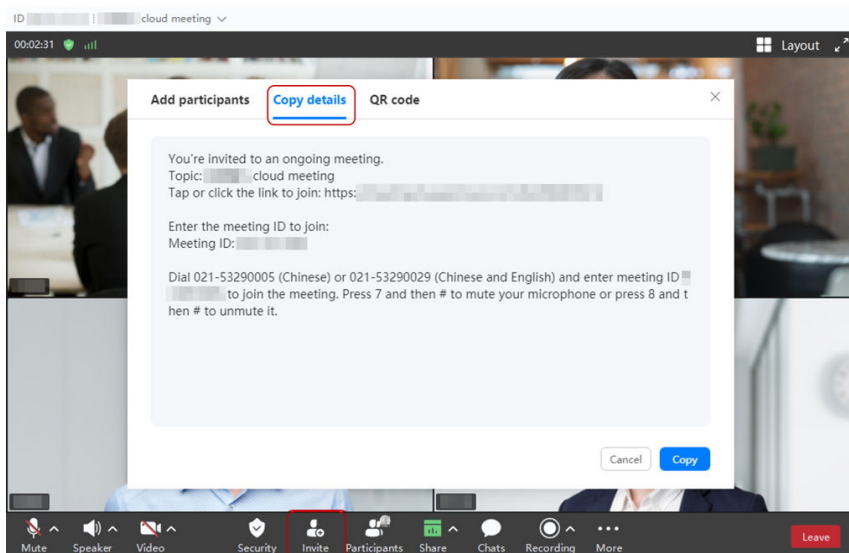 ID
cloud meeting
00:02:31
Layout
Add participants
Copy details
QR code
You're invited to an ongoing meeting.
Topic: cloud meeting
Tap or click the link to join: https:
Enter the meeting ID to join:
Meeting ID:
Dial 021-53290005 (Chinese) or 021-53290029 (Chinese and English) and enter meeting ID
to join the meeting. Press 7 and then # to mute your microphone or press 8 and t
hen # to unmute it.
Cancel
Copy
Mute
Speaker
Video
Security
Invite
Participants
Share
Chats
Recording
More
Leave